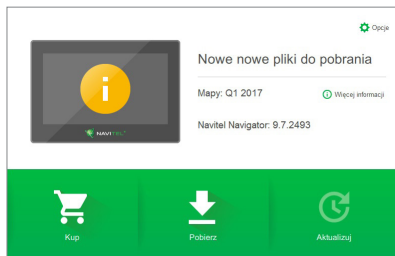 Opcje
Nowe nowe pliki do pobrania
Mapy: Q1 2017
Więcej informacji
Navitel Navigator: 9.7.2493
NAVITEL
Kup
Pobierz
Aktualizuj